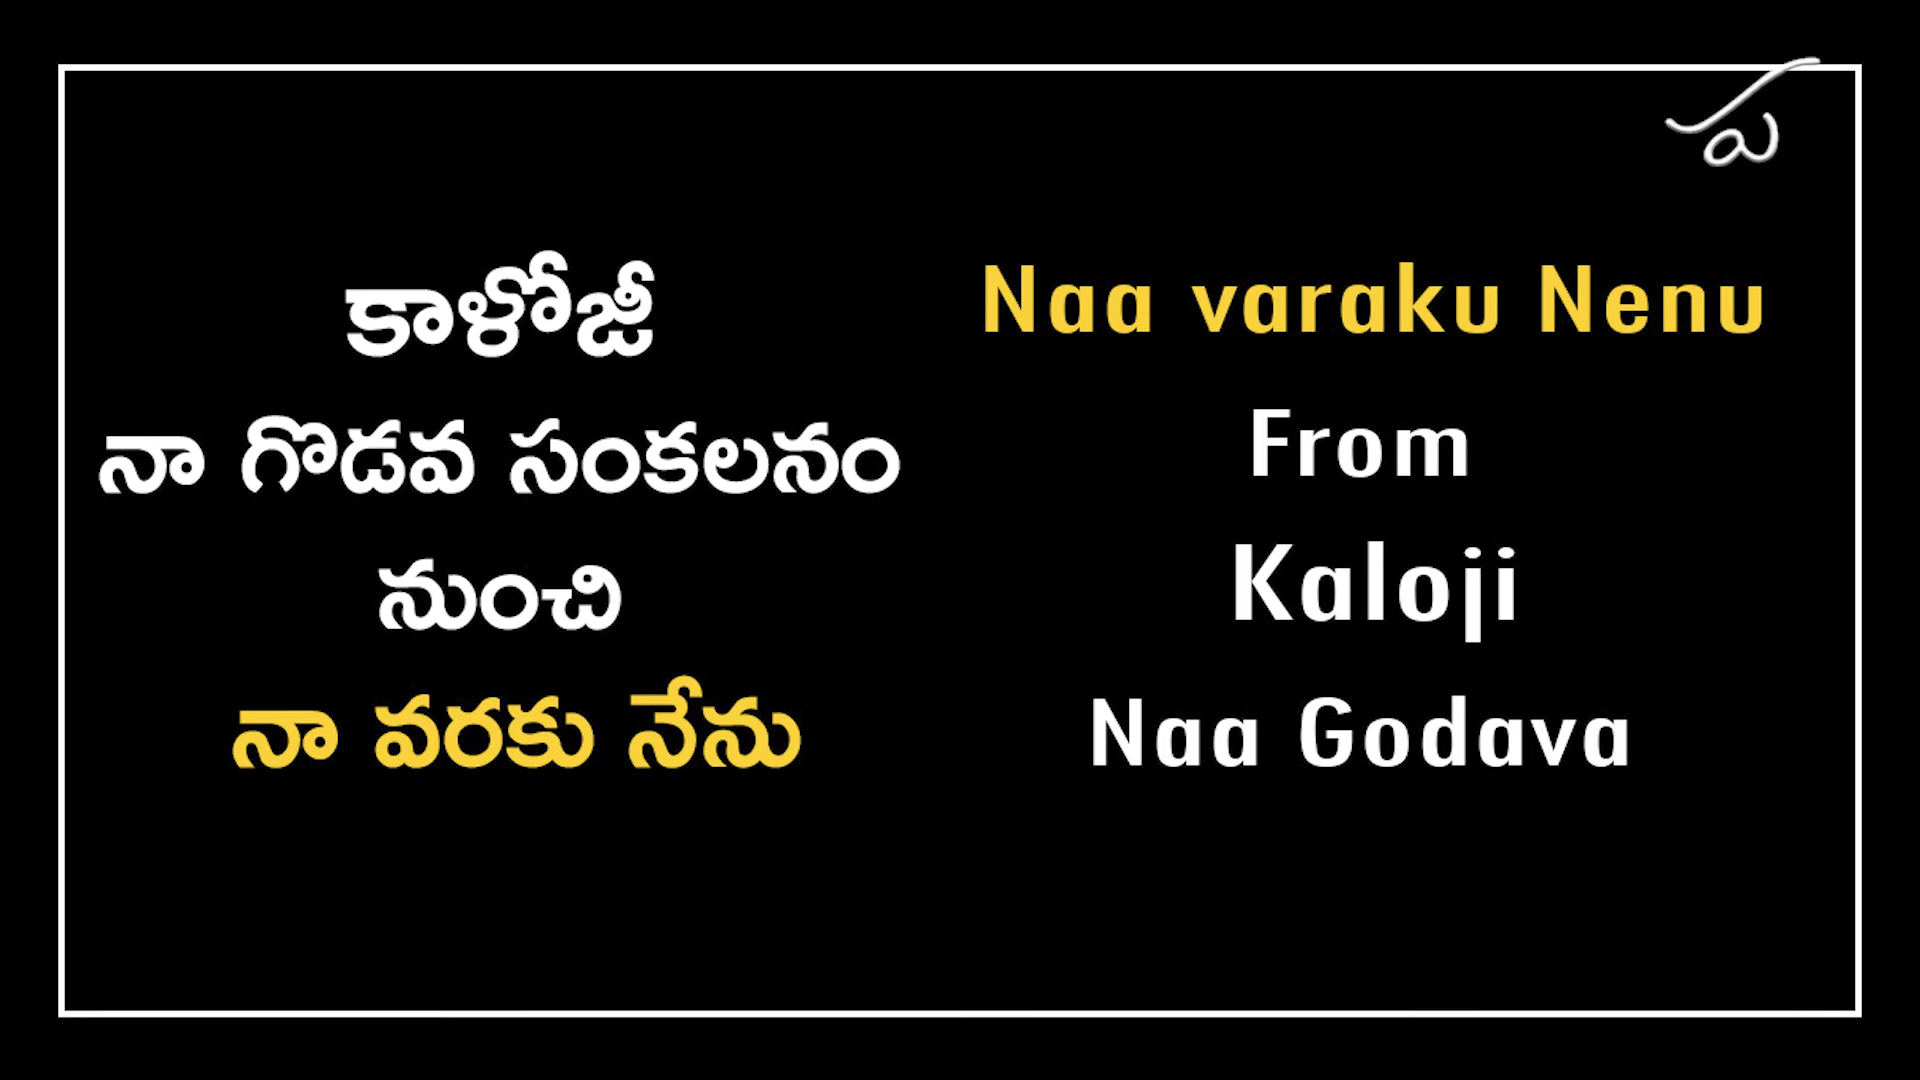 ప
కాళోజీ
నా గొడవ సంకలనం
నుంచి
నా వరకు నేను
Naa varaku Nenu
From
Kaloji
Naa Godava